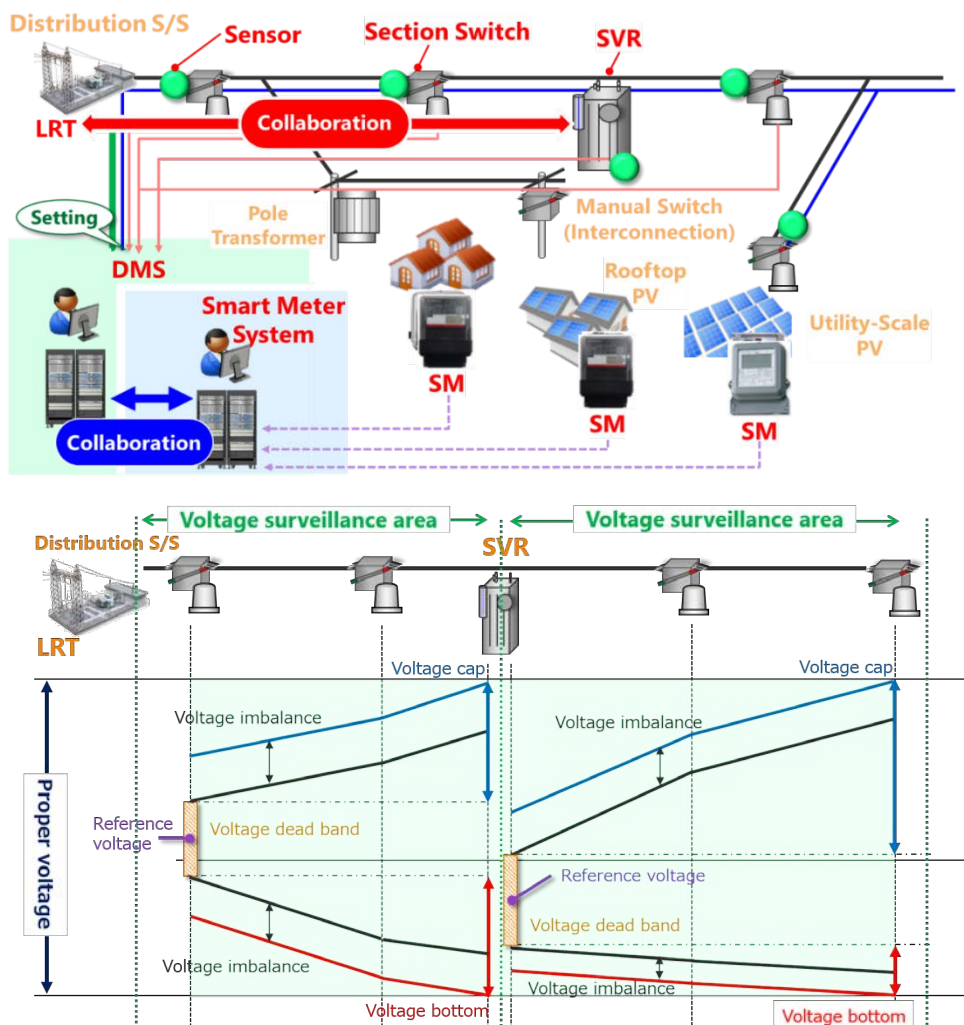 Distribution S/S
Sensor
Section Switch
SVR
LRT
Collaboration
Setting
Pole
Transformer
Manual Switch
(Interconnection)
DMS
Rooftop
PV
Smart Meter
System
Utility-Scale
PV
SM
SM
SM
Collaboration
Voltage surveillance area
Voltage surveillance area
Distribution S/S
SVR
LRT
Voltage cap
Voltage cap
Voltage imbalance
Voltage imbalance
Proper voltage
Reference
voltage
Voltage dead band
Reference voltage
Voltage dead band
Voltage imbalance
Voltage imbalance
Voltage bottom
Voltage bottom